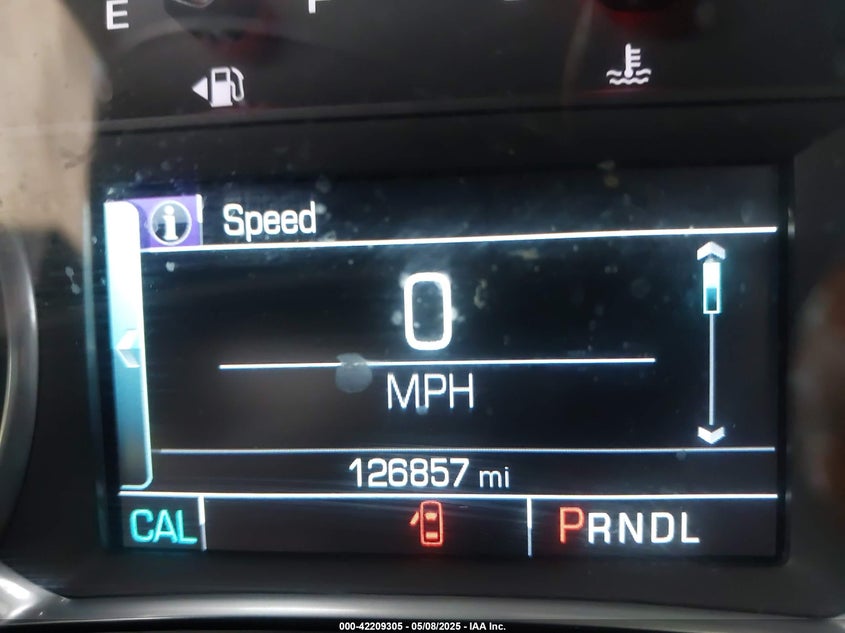 E
Speed
0
MPH
126857 mi
CAL
PRNDL
000-42209305 - 05/08/2025 - IAA Inc.